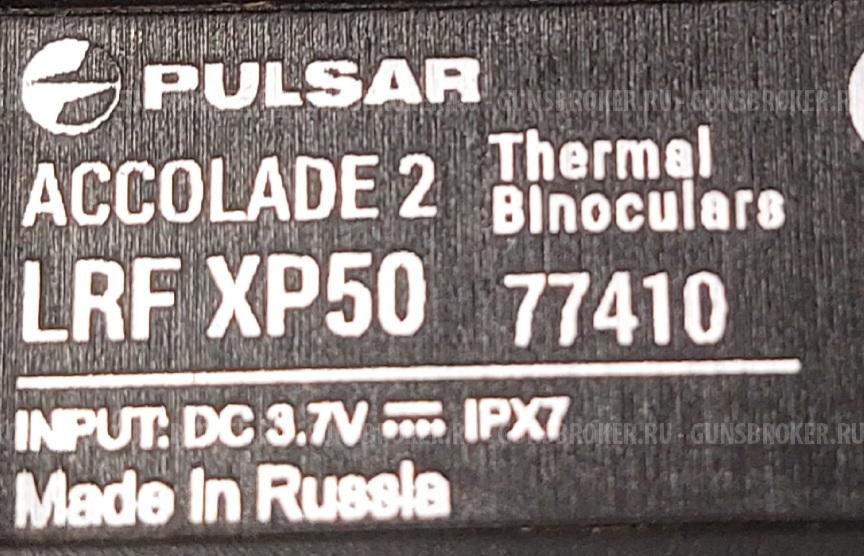 PULSAR
ACCOLADE 2 Thermal Binoculars
LRF XP50 77410
INPUT: DC 3.7V IPX7
Made In Russia
GUNSBROKER.RU - GUNSBROKER.RU
GUNSBROKER.RU - GUNSBROKER.RU